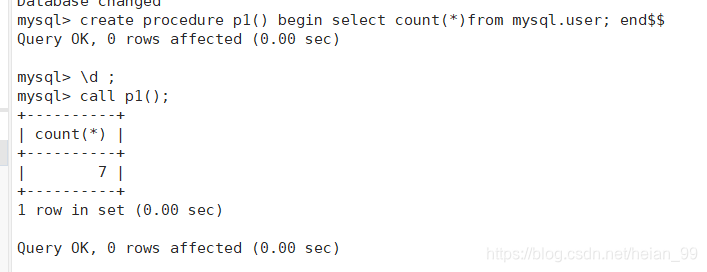 Database changed
mysql> create procedure p1() begin select count(*)from mysql.user; end$$
Query OK, 0 rows affected (0.00 sec)
mysql> \d ;
mysql> call p1();
+----------+
| count(*) |
+----------+
|        7 |
+----------+
1 row in set (0.00 sec)
Query OK, 0 rows affected (0.00 sec)
https://blog.csdn.net/heian_99